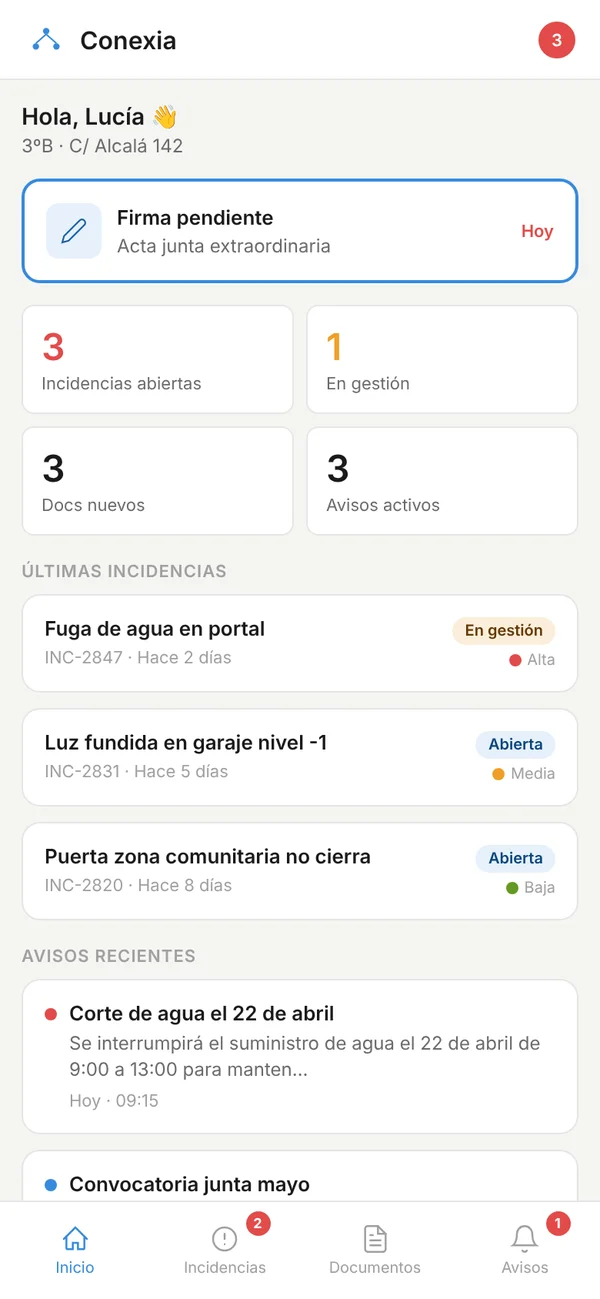 Conexia
3
Hola, Lucía 👋
3ºB · C/ Alcalá 142
Firma pendiente
Acta junta extraordinaria
Hoy
3
Incidencias abiertas
1
En gestión
3
Docs nuevos
3
Avisos activos
ÚLTIMAS INCIDENCIAS
Fuga de agua en portal
En gestión
INC-2847 · Hace 2 días
Alta
Luz fundida en garaje nivel -1
Abierta
INC-2831 · Hace 5 días
Media
Puerta zona comunitaria no cierra
Abierta
INC-2820 · Hace 8 días
Baja
AVISOS RECIENTES
Corte de agua el 22 de abril
Se interrumpirá el suministro de agua el 22 de abril de
9:00 a 13:00 para manten...
Hoy · 09:15
Convocatoria junta mayo
Inicio
2
Incidencias
Documentos
1
Avisos